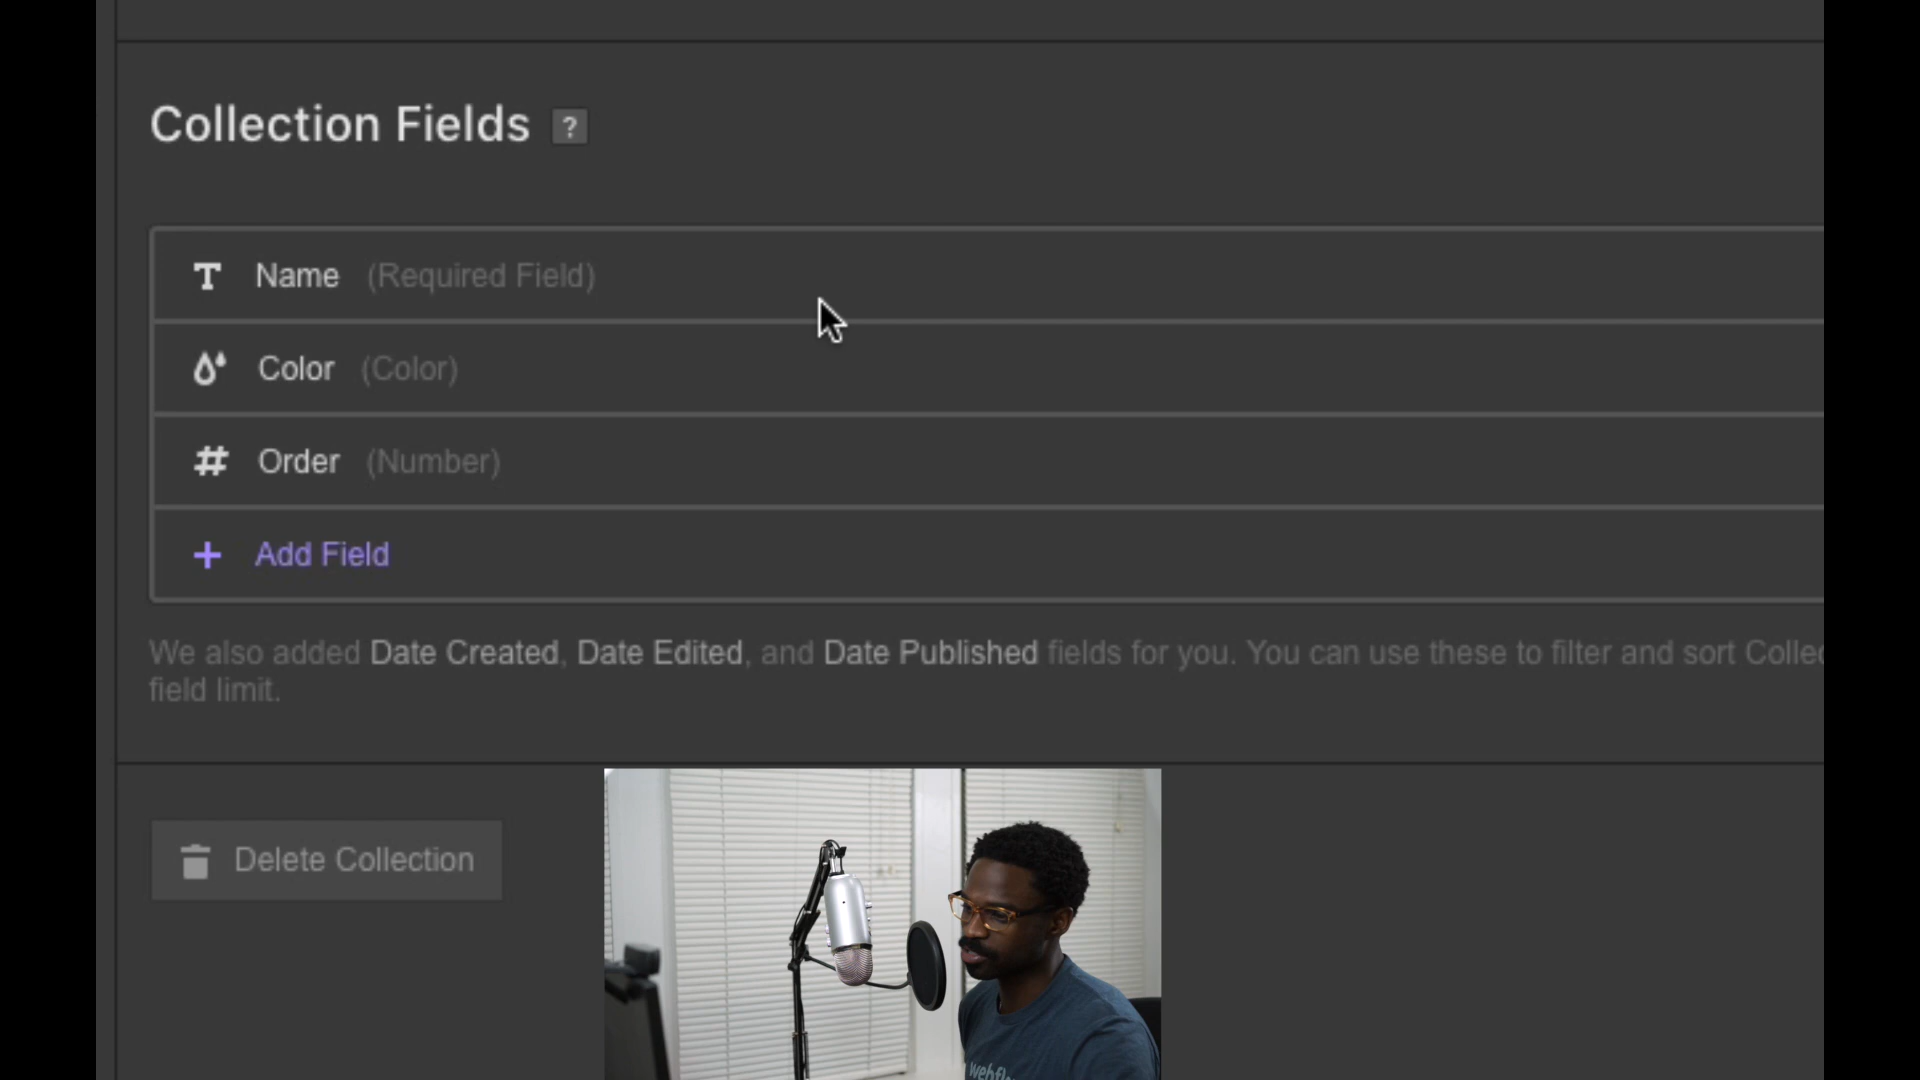 Collection Fields ?
Name (Required Field)
Color (Color)
Order (Number)
Add Field
We also added Date Created, Date Edited, and Date Published fields for you. You can use these to filter and sort
field limit.
Delete Collection